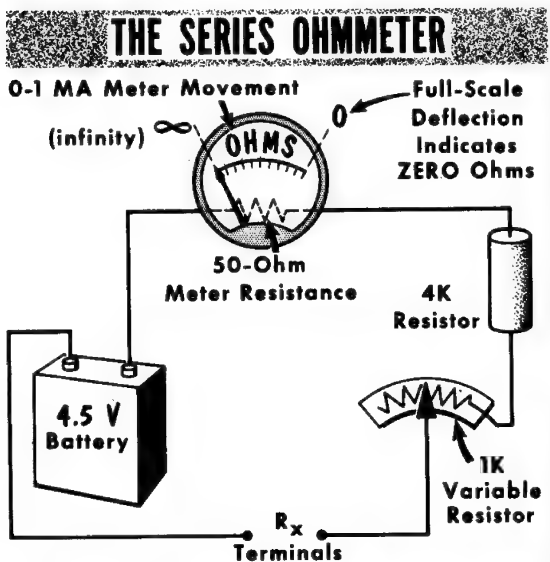 THE SERIES OHMMETER
0-1 MA Meter Movement
(infinity) ∞
0
Full-Scale
Deflection
Indicates
ZERO Ohms
OHMS
50-Ohm
Meter Resistance
4K
Resistor
4.5 V
Battery
1K
Variable
Resistor
Rx
Terminals